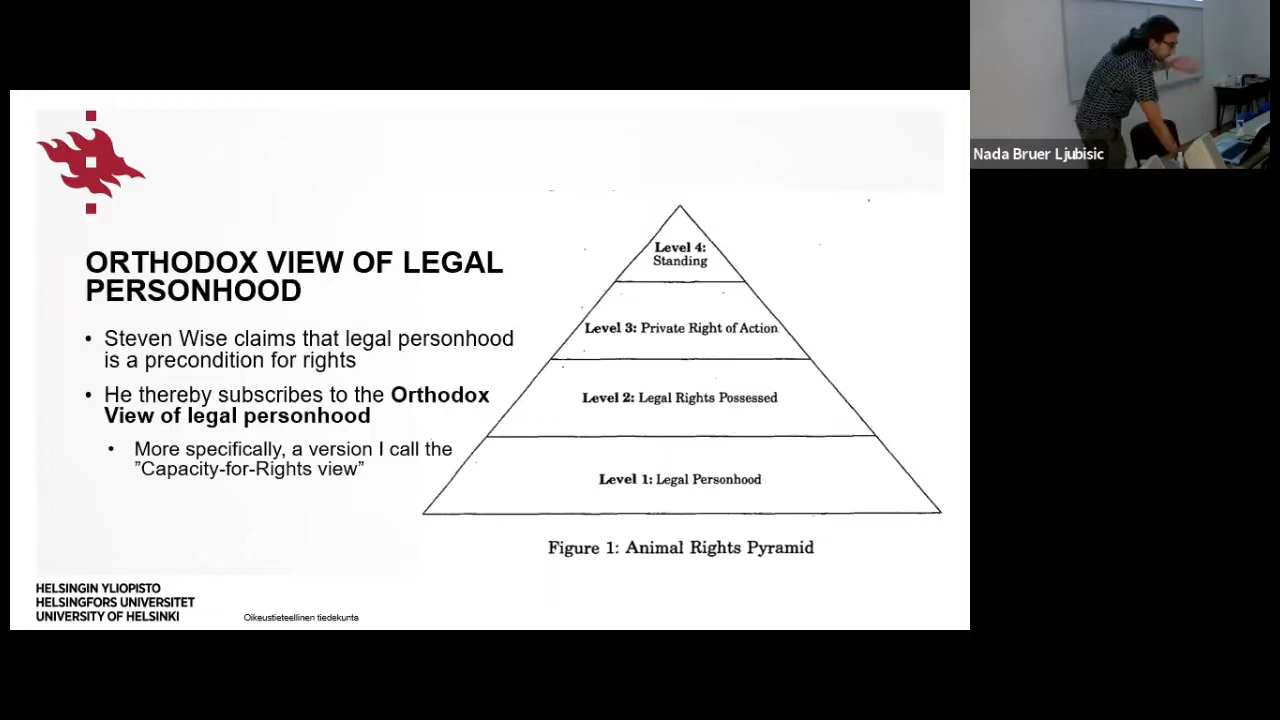 Nada Bruer Ljubisic
ORTHODOX VIEW OF LEGAL
PERSONHOOD
• Steven Wise claims that legal personhood
is a precondition for rights
• He thereby subscribes to the Orthodox
View of legal personhood
• More specifically, a version I call the
”Capacity-for-Rights view”
Level 4:
Standing
Level 3: Private Right of Action
Level 2: Legal Rights Possessed
Level 1: Legal Personhood
Figure 1: Animal Rights Pyramid
HELSINGIN YLIOPISTO
HELSINGFORS UNIVERSITET
UNIVERSITY OF HELSINKI
Oikeustieteellinen tiedekunta